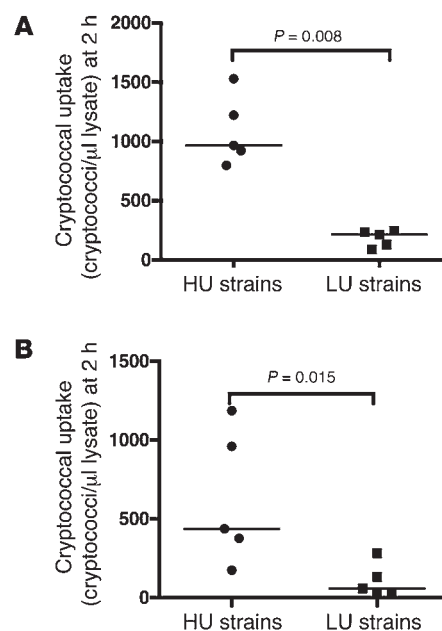 A
Cryptococcal uptake
(cryptococci/µl lysate) at 2 h
2000
1500
1000
500
0
P = 0.008
HU strains
LU strains
B
Cryptococcal uptake
(cryptococci/µl lysate) at 2 h
1500
1000
500
0
P = 0.015
HU strains
LU strains